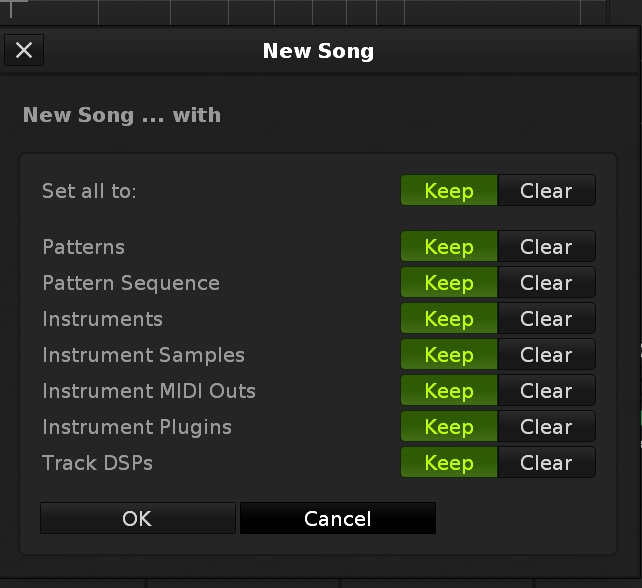 New Song
New Song ... with
Set all to: Keep Clear
Patterns Keep Clear
Pattern Sequence Keep Clear
Instruments Keep Clear
Instrument Samples Keep Clear
Instrument MIDI Outs Keep Clear
Instrument Plugins Keep Clear
Track DSPs Keep Clear
OK Cancel